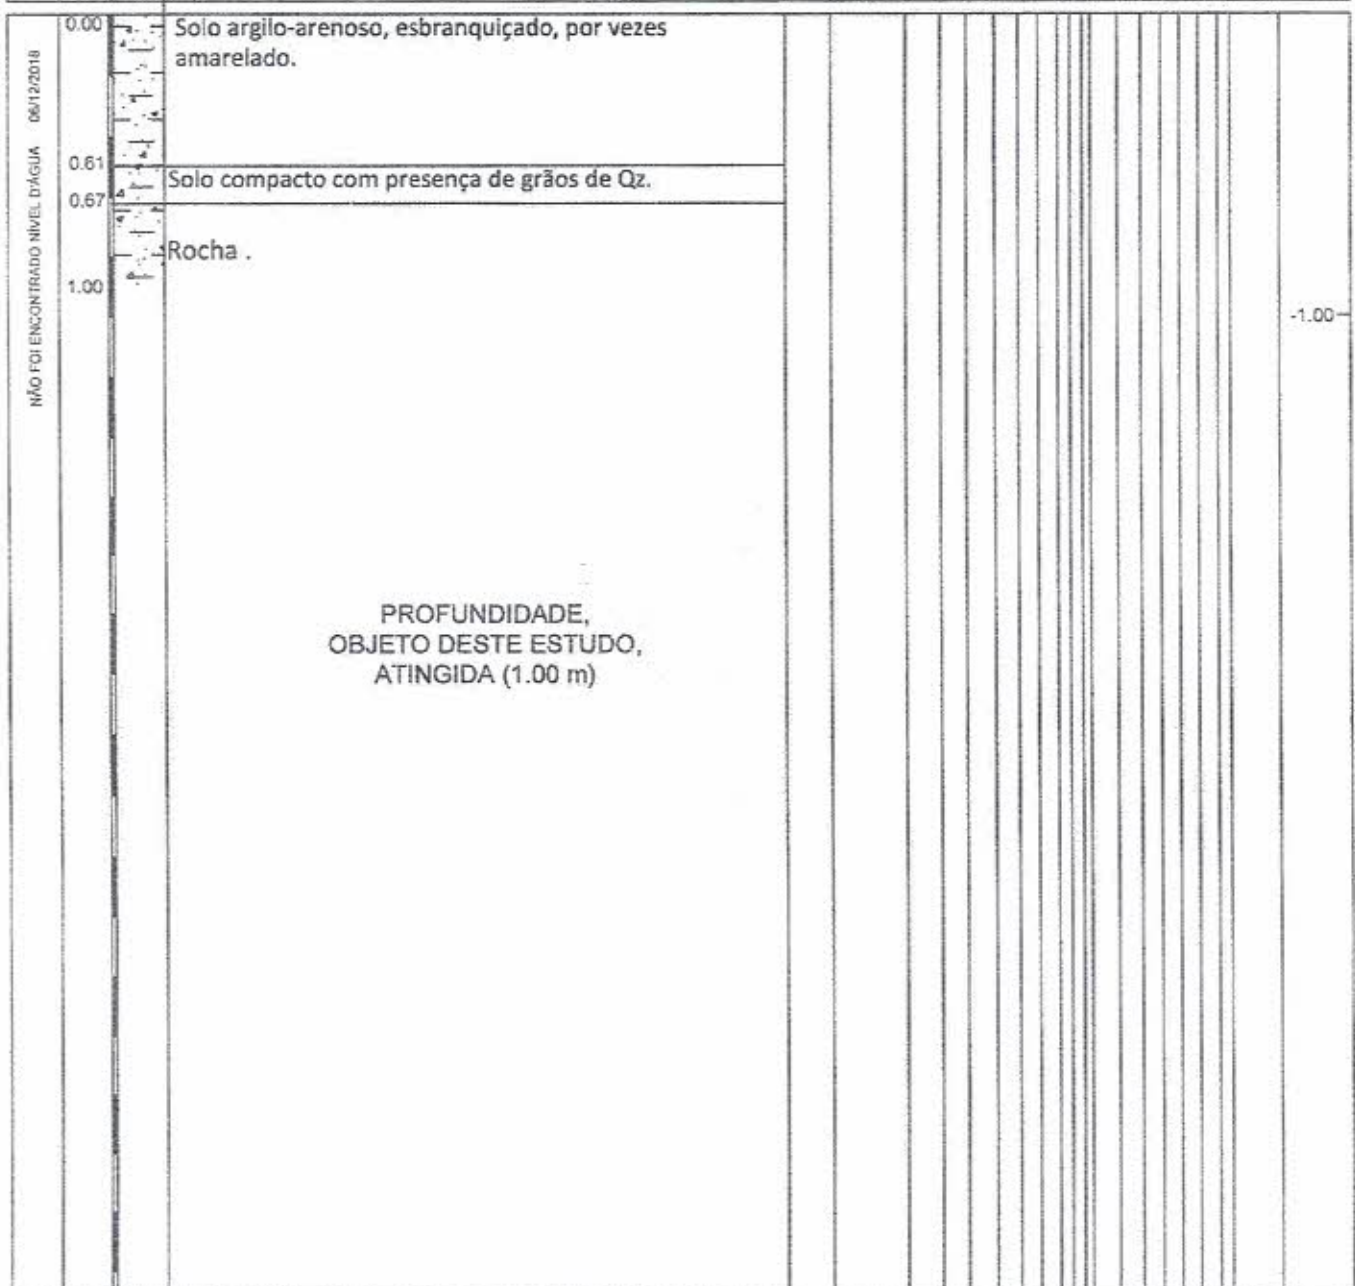 NÃO FOI ENCONTRADO NÍVEL D'ÁGUA 06/12/2018
0.00
Solo argilo-arenoso, esbranquiçado, por vezes
amarelado.
0.61
Solo compacto com presença de grãos de Qz.
0.67
Rocha .
1.00
-1.00
PROFUNDIDADE,
OBJETO DESTE ESTUDO,
ATINGIDA (1.00 m)